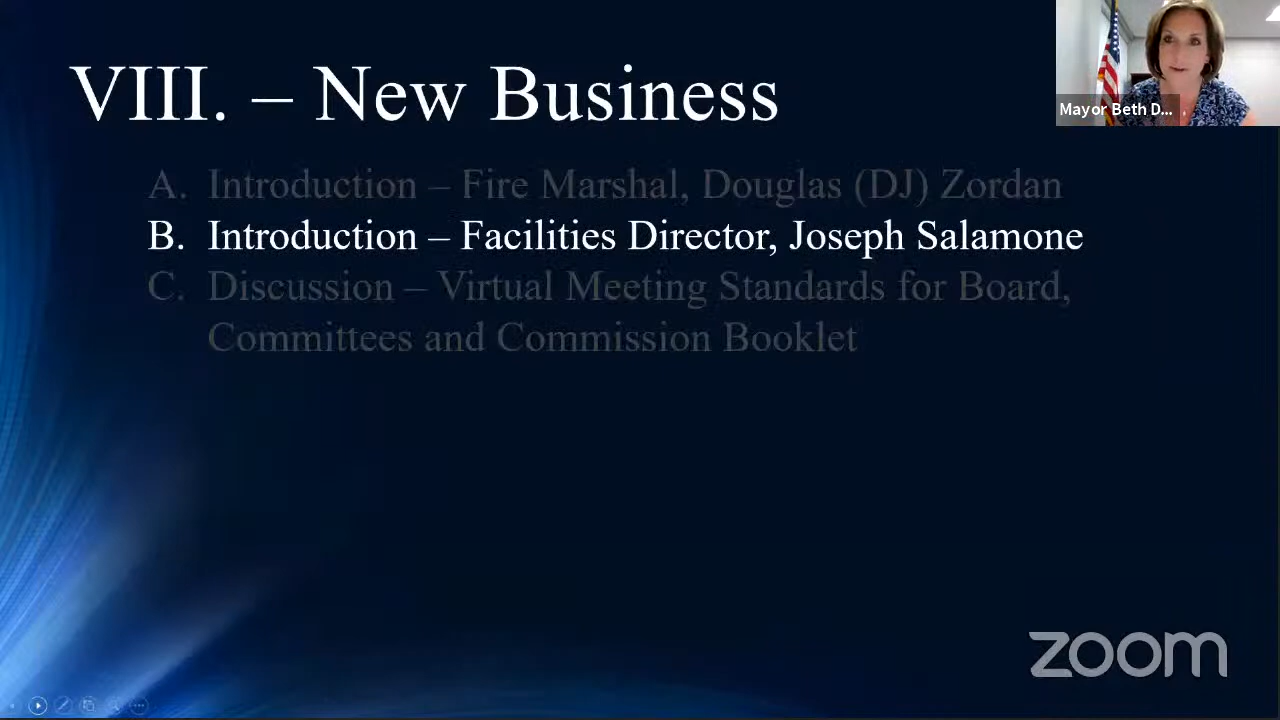 VIII. – New Business
Mayor Beth D...
A. Introduction – Fire Marshal, Douglas (DJ) Zordan
B. Introduction – Facilities Director, Joseph Salamone
C. Discussion – Virtual Meeting Standards for Board,
Committees and Commission Booklet
zoom